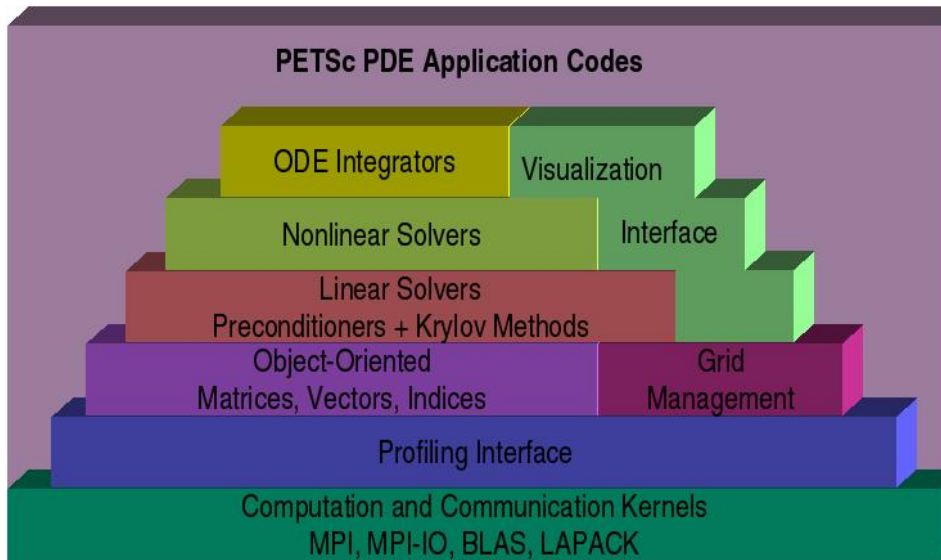 PETSc PDE Application Codes
ODE Integrators
Visualization
Nonlinear Solvers
Interface
Linear Solvers
Preconditioners + Krylov Methods
Object-Oriented
Matrices, Vectors, Indices
Grid
Management
Profiling Interface
Computation and Communication Kernels
MPI, MPI-IO, BLAS, LAPACK